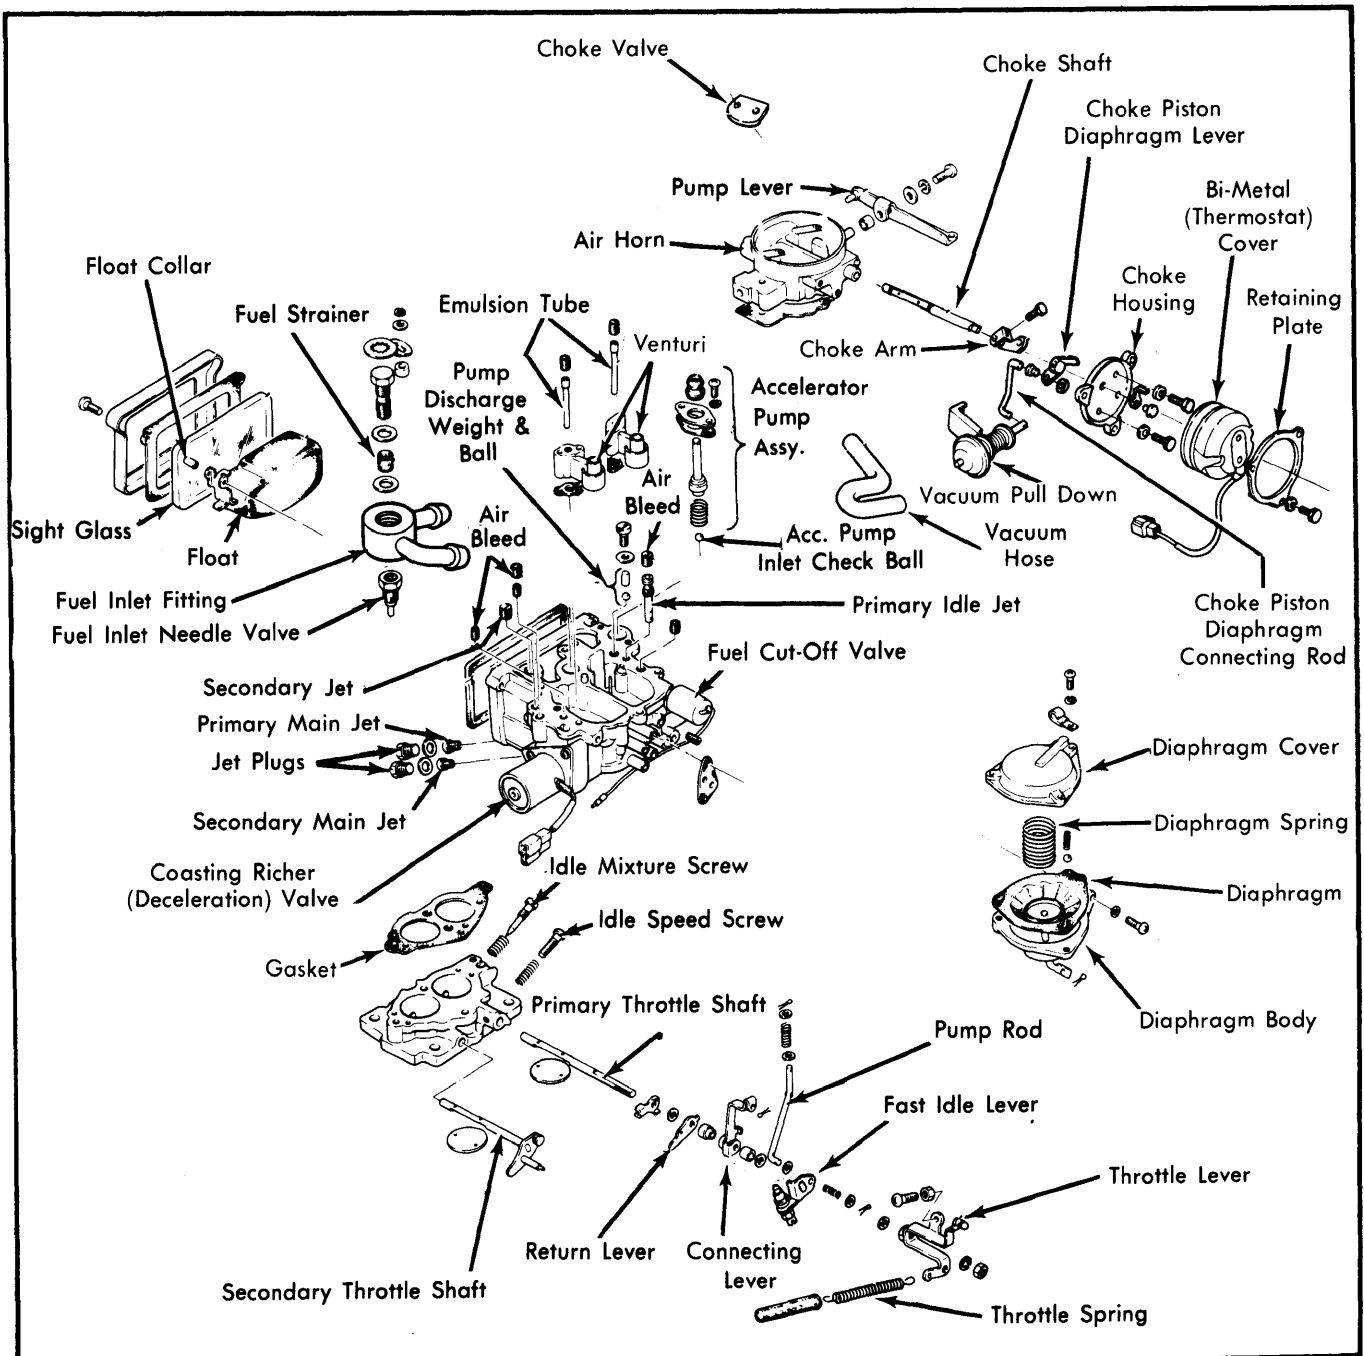 Choke Valve
Choke Shaft
Choke Piston
Diaphragm Lever
Pump Lever
Bi-Metal
(Thermostat)
Cover
Air Horn
Float Collar
Choke
Housing
Retaining
Plate
Fuel Strainer
Emulsion Tube
Venturi
Choke Arm
Pump
Discharge
Weight &
Ball
Accelerator
Pump
Assy.
Air
Bleed
Vacuum Pull Down
Sight Glass
Float
Air
Bleed
Acc. Pump
Inlet Check Ball
Vacuum
Hose
Fuel Inlet Fitting
Fuel Inlet Needle Valve
Primary Idle Jet
Choke Piston
Diaphragm
Connecting Rod
Fuel Cut-Off Valve
Secondary Jet
Primary Main Jet
Jet Plugs
Diaphragm Cover
Secondary Main Jet
Diaphragm Spring
Coasting Richer
(Deceleration) Valve
Idle Mixture Screw
Diaphragm
Idle Speed Screw
Gasket
Primary Throttle Shaft
Diaphragm Body
Pump Rod
Fast Idle Lever
Throttle Lever
Return Lever
Connecting
Lever
Secondary Throttle Shaft
Throttle Spring